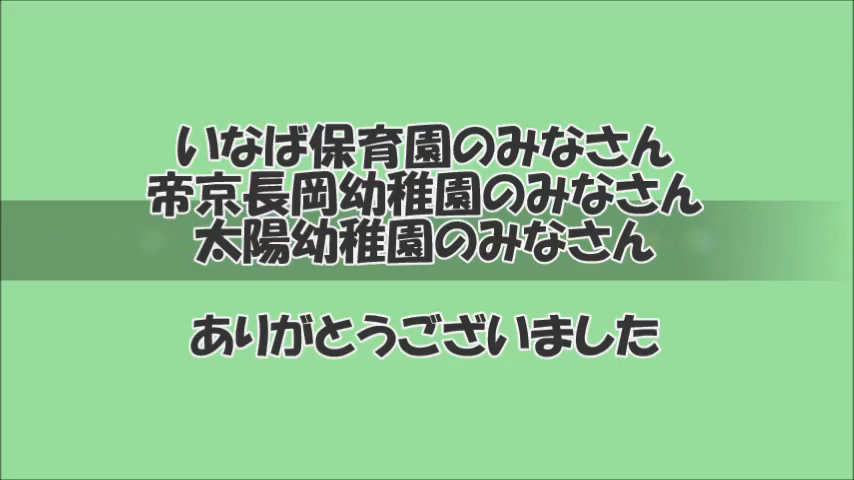 いなば保育園のみなさん
帝京長岡幼稚園のみなさん
太陽幼稚園のみなさん
ありがとうございました